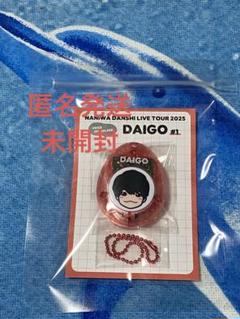 NANIWA DANSHI LIVE TOUR 2025
DAIGO #1
匿名発送
未開封
DAIGO